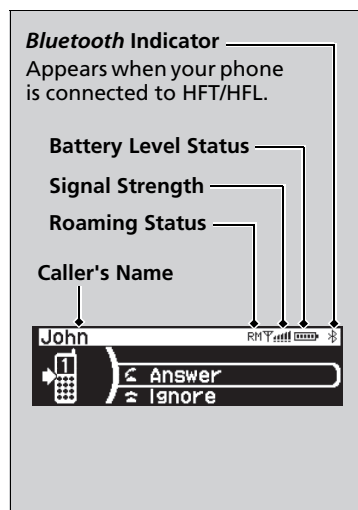 Bluetooth Indicator
Appears when your phone
is connected to HFT/HFL.
Battery Level Status
Signal Strength
Roaming Status
Caller's Name
John RM
1
Answer
Ignore